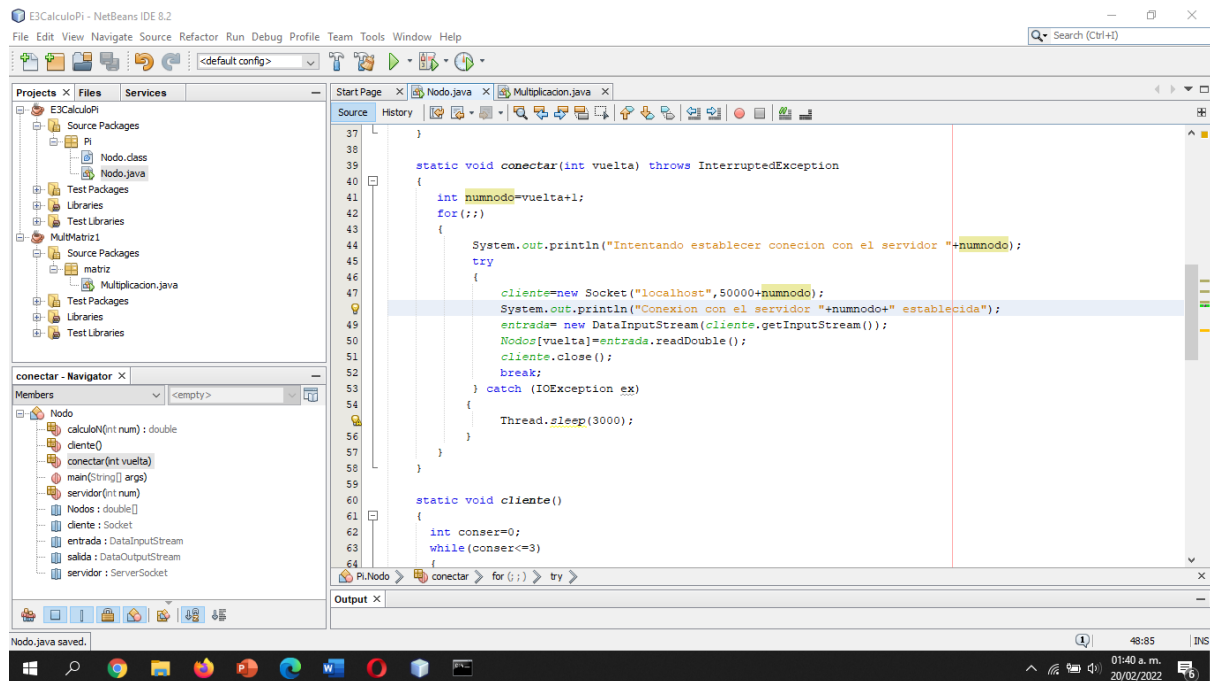 E3CalculoPi - NetBeans IDE 8.2
File Edit View Navigate Source Refactor Run Debug Profile Team Tools Window Help
Search (Ctrl+I)
<default config>
Projects Files Services
E3CalculoPi
Source Packages
Pi
Nodo.class
Nodo.java
Test Packages
Libraries
Test Libraries
MultMatriz1
Source Packages
matriz
Multiplicacion.java
Test Packages
Libraries
Test Libraries
conectar - Navigator
Members <empty>
Nodo
calculoN(int num) : double
cliente()
conectar(int vuelta)
main(String[] args)
servidor(int num)
Nodos : double[]
cliente : Socket
entrada : DataInputStream
salida : DataOutputStream
servidor : ServerSocket
Start Page Nodo.java Multiplicacion.java
Source History
37 }
38
39 static void conectar(int vuelta) throws InterruptedException
40 {
41 int numnodo=vuelta+1;
42 for(;;)
43 {
44 System.out.println("Intentando establecer conecion con el servidor "+numnodo);
45 try
46 {
47 cliente=new Socket("localhost",50000+numnodo);
System.out.println("Conexion con el servidor "+numnodo+" establecida");
49 entrada= new DataInputStream(cliente.getInputStream());
50 Nodos[vuelta]=entrada.readDouble();
51 cliente.close();
52 break;
53 } catch (IOException ex)
54 {
Thread.sleep(3000);
56 }
57 }
58 }
59
60 static void cliente()
61 {
62 int conser=0;
63 while(conser<=3)
64 {
Pi.Nodo conectar for (;;) try
Output
Nodo.java saved.
1 48:85 INS
01:40 a. m.
20/02/2022
6